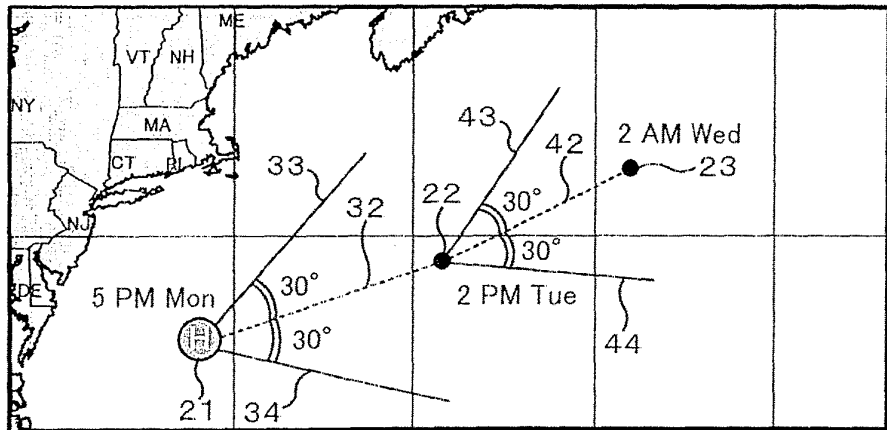 ME
VT NH
NY
MA
CT RI
NJ
DE
43
2 AM Wed
42
23
33
32
22
30°
30°
2 PM Tue
44
5 PM Mon
30°
30°
H
21
34